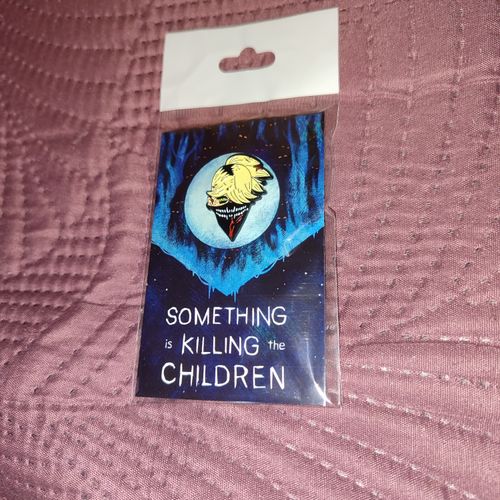 SOMETHING
is KILLING the
CHILDREN